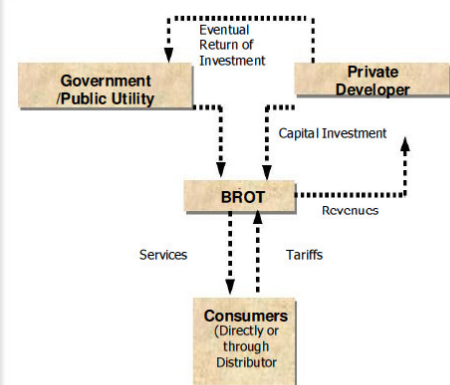 Eventual
Return of
Investment
Government
/Public Utility
Private
Developer
Capital Investment
BROT
Revenues
Services
Tariffs
Consumers
(Directly or
through
Distributor